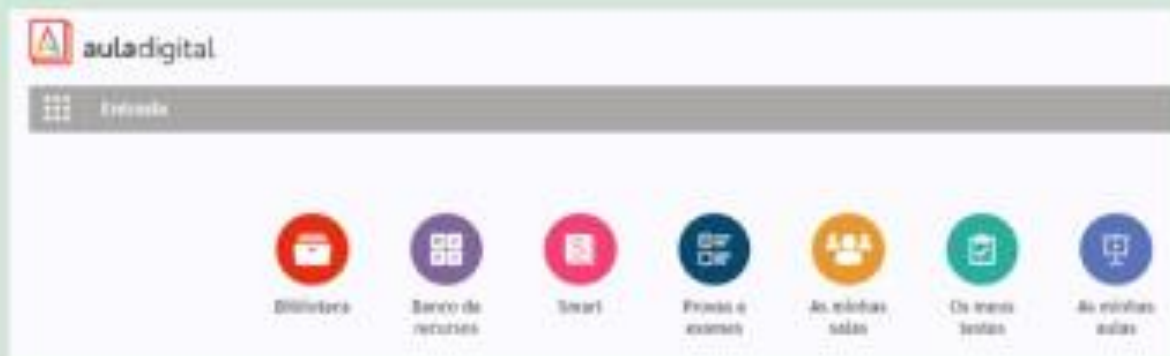 auladigital
Entrada
Biblioteca
Banco de
recursos
Smart
Provas e
exames
As minhas
salas
Os meus
testes
As minhas
aulas